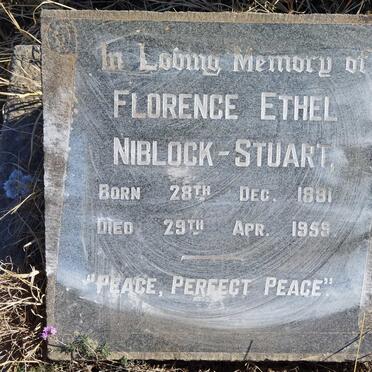 In Loving Memory of
FLORENCE ETHEL
NIBLOCK-STUART.
BORN 28TH DEC. 1881
DIED 29TH APR. 1959.
"PEACE, PERFECT PEACE".